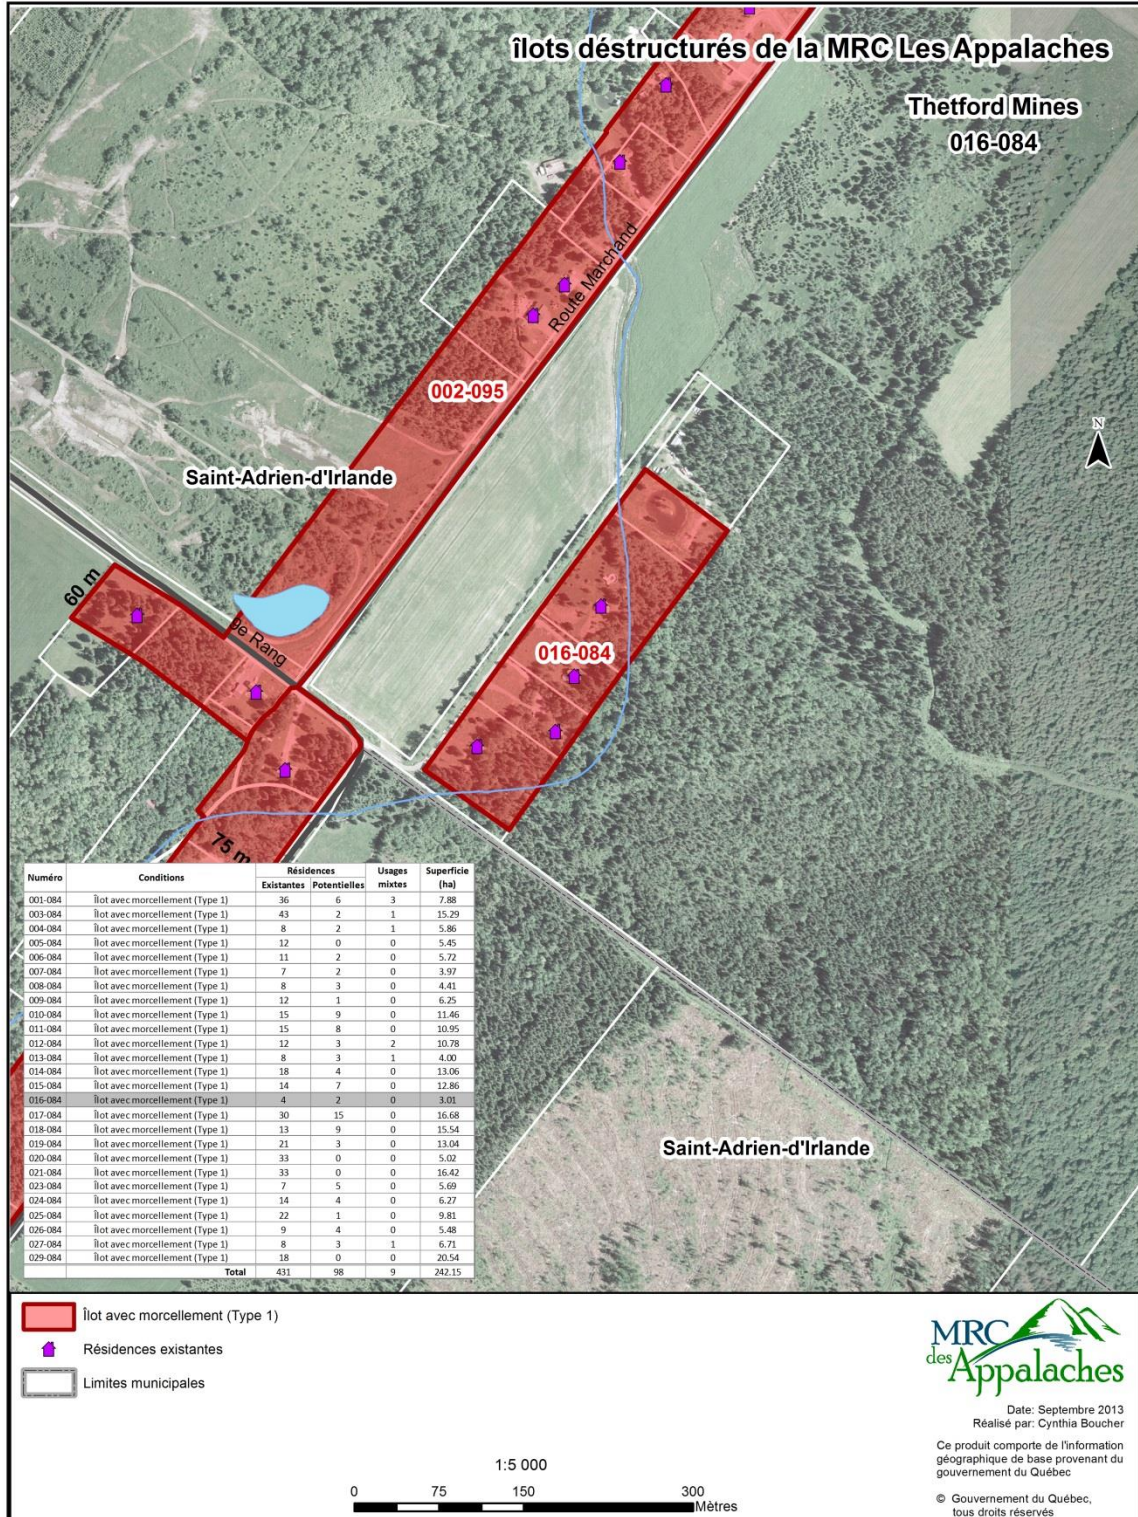 îlots déstructurés de la MRC Les Appalaches
Thetford Mines
016-084
Route Marchand
002-095
N
Saint-Adrien-d'Irlande
60 m
9e Rang
016-084
75 m
Numéro Conditions Résidences Usages mixtes Superficie (ha)
Existantes Potentielles
001-084 Îlot avec morcellement (Type 1) 36 6 3 7.88
003-084 Îlot avec morcellement (Type 1) 43 2 1 15.29
004-084 Îlot avec morcellement (Type 1) 8 2 1 5.86
005-084 Îlot avec morcellement (Type 1) 12 0 0 5.45
006-084 Îlot avec morcellement (Type 1) 11 2 0 5.72
007-084 Îlot avec morcellement (Type 1) 7 2 0 3.97
008-084 Îlot avec morcellement (Type 1) 8 3 0 4.41
009-084 Îlot avec morcellement (Type 1) 12 1 0 6.25
010-084 Îlot avec morcellement (Type 1) 15 9 0 11.46
011-084 Îlot avec morcellement (Type 1) 15 8 0 10.95
012-084 Îlot avec morcellement (Type 1) 12 3 2 10.78
013-084 Îlot avec morcellement (Type 1) 8 3 1 4.00
014-084 Îlot avec morcellement (Type 1) 18 4 0 13.06
015-084 Îlot avec morcellement (Type 1) 14 7 0 12.86
016-084 Îlot avec morcellement (Type 1) 4 2 0 3.01
017-084 Îlot avec morcellement (Type 1) 30 15 0 16.68
018-084 Îlot avec morcellement (Type 1) 13 9 0 15.54
019-084 Îlot avec morcellement (Type 1) 21 3 0 13.04
020-084 Îlot avec morcellement (Type 1) 33 0 0 5.02
021-084 Îlot avec morcellement (Type 1) 33 0 0 16.42
023-084 Îlot avec morcellement (Type 1) 7 5 0 5.69
024-084 Îlot avec morcellement (Type 1) 14 4 0 6.27
025-084 Îlot avec morcellement (Type 1) 22 1 0 9.81
026-084 Îlot avec morcellement (Type 1) 9 4 0 5.48
027-084 Îlot avec morcellement (Type 1) 8 3 1 6.71
029-084 Îlot avec morcellement (Type 1) 18 0 0 20.54
Total 431 98 9 242.15
Saint-Adrien-d'Irlande
Îlot avec morcellement (Type 1)
Résidences existantes
Limites municipales
1:5 000
0 75 150 300
Mètres
MRC
des Appalaches
Date: Septembre 2013
Réalisé par: Cynthia Boucher
Ce produit comporte de l'information
géographique de base provenant du
gouvernement du Québec
© Gouvernement du Québec,
tous droits réservés